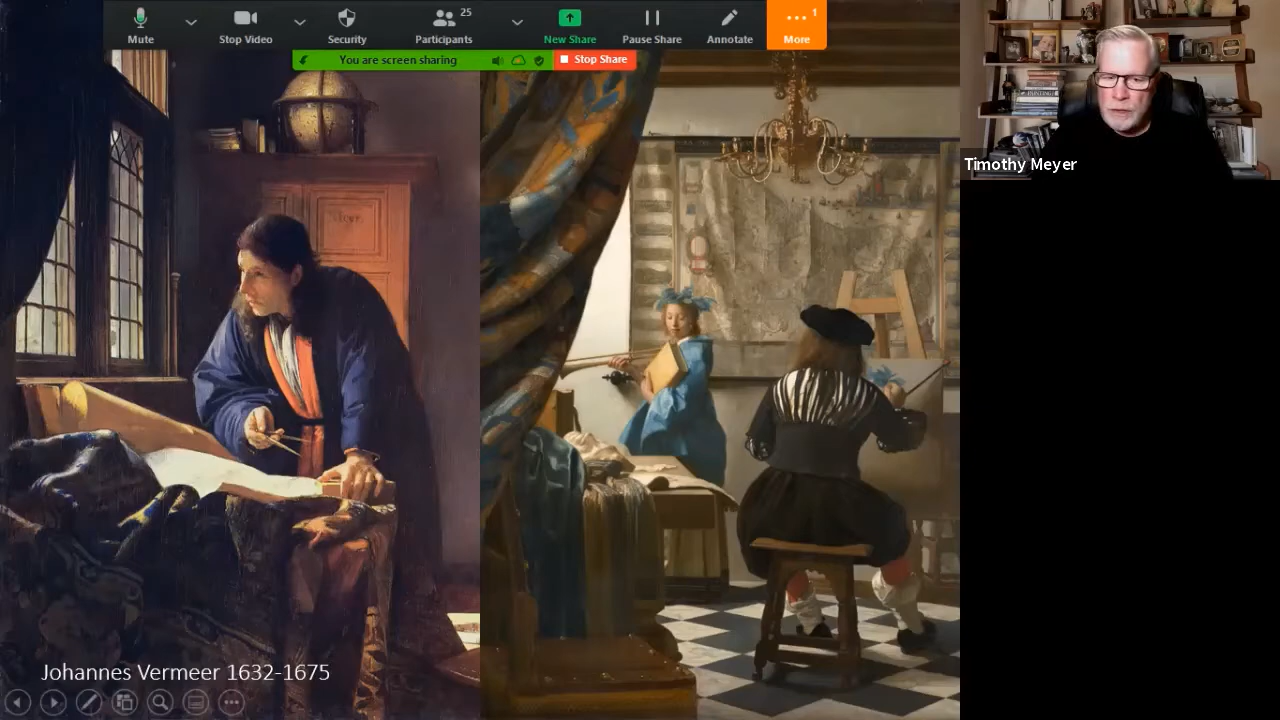 Mute
Stop Video
Security
25
Participants
New Share
Pause Share
Annotate
1
More
You are screen sharing
Stop Share
Timothy Meyer
Johannes Vermeer 1632-1675